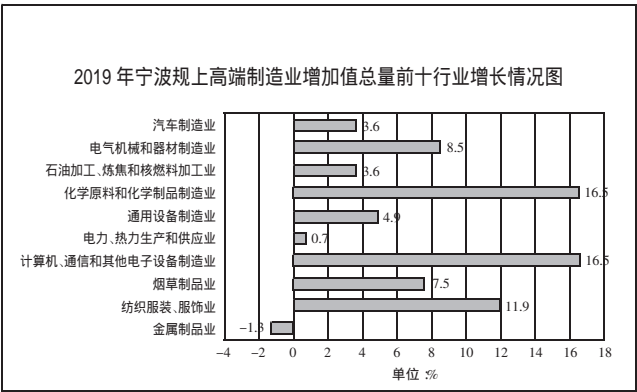 2019 年宁波规上高端制造业增加值总量前十行业增长情况图
汽车制造业 3.6
电气机械和器材制造业 8.5
石油加工、炼焦和核燃料加工业 3.6
化学原料和化学制品制造业 16.5
通用设备制造业 4.9
电力、热力生产和供应业 0.7
计算机、通信和其他电子设备制造业 16.5
烟草制品业 7.5
纺织服装、服饰业 11.9
金属制品业 −1.3
−4 −2 0 2 4 6 8 10 12 14 16 18
单位:%